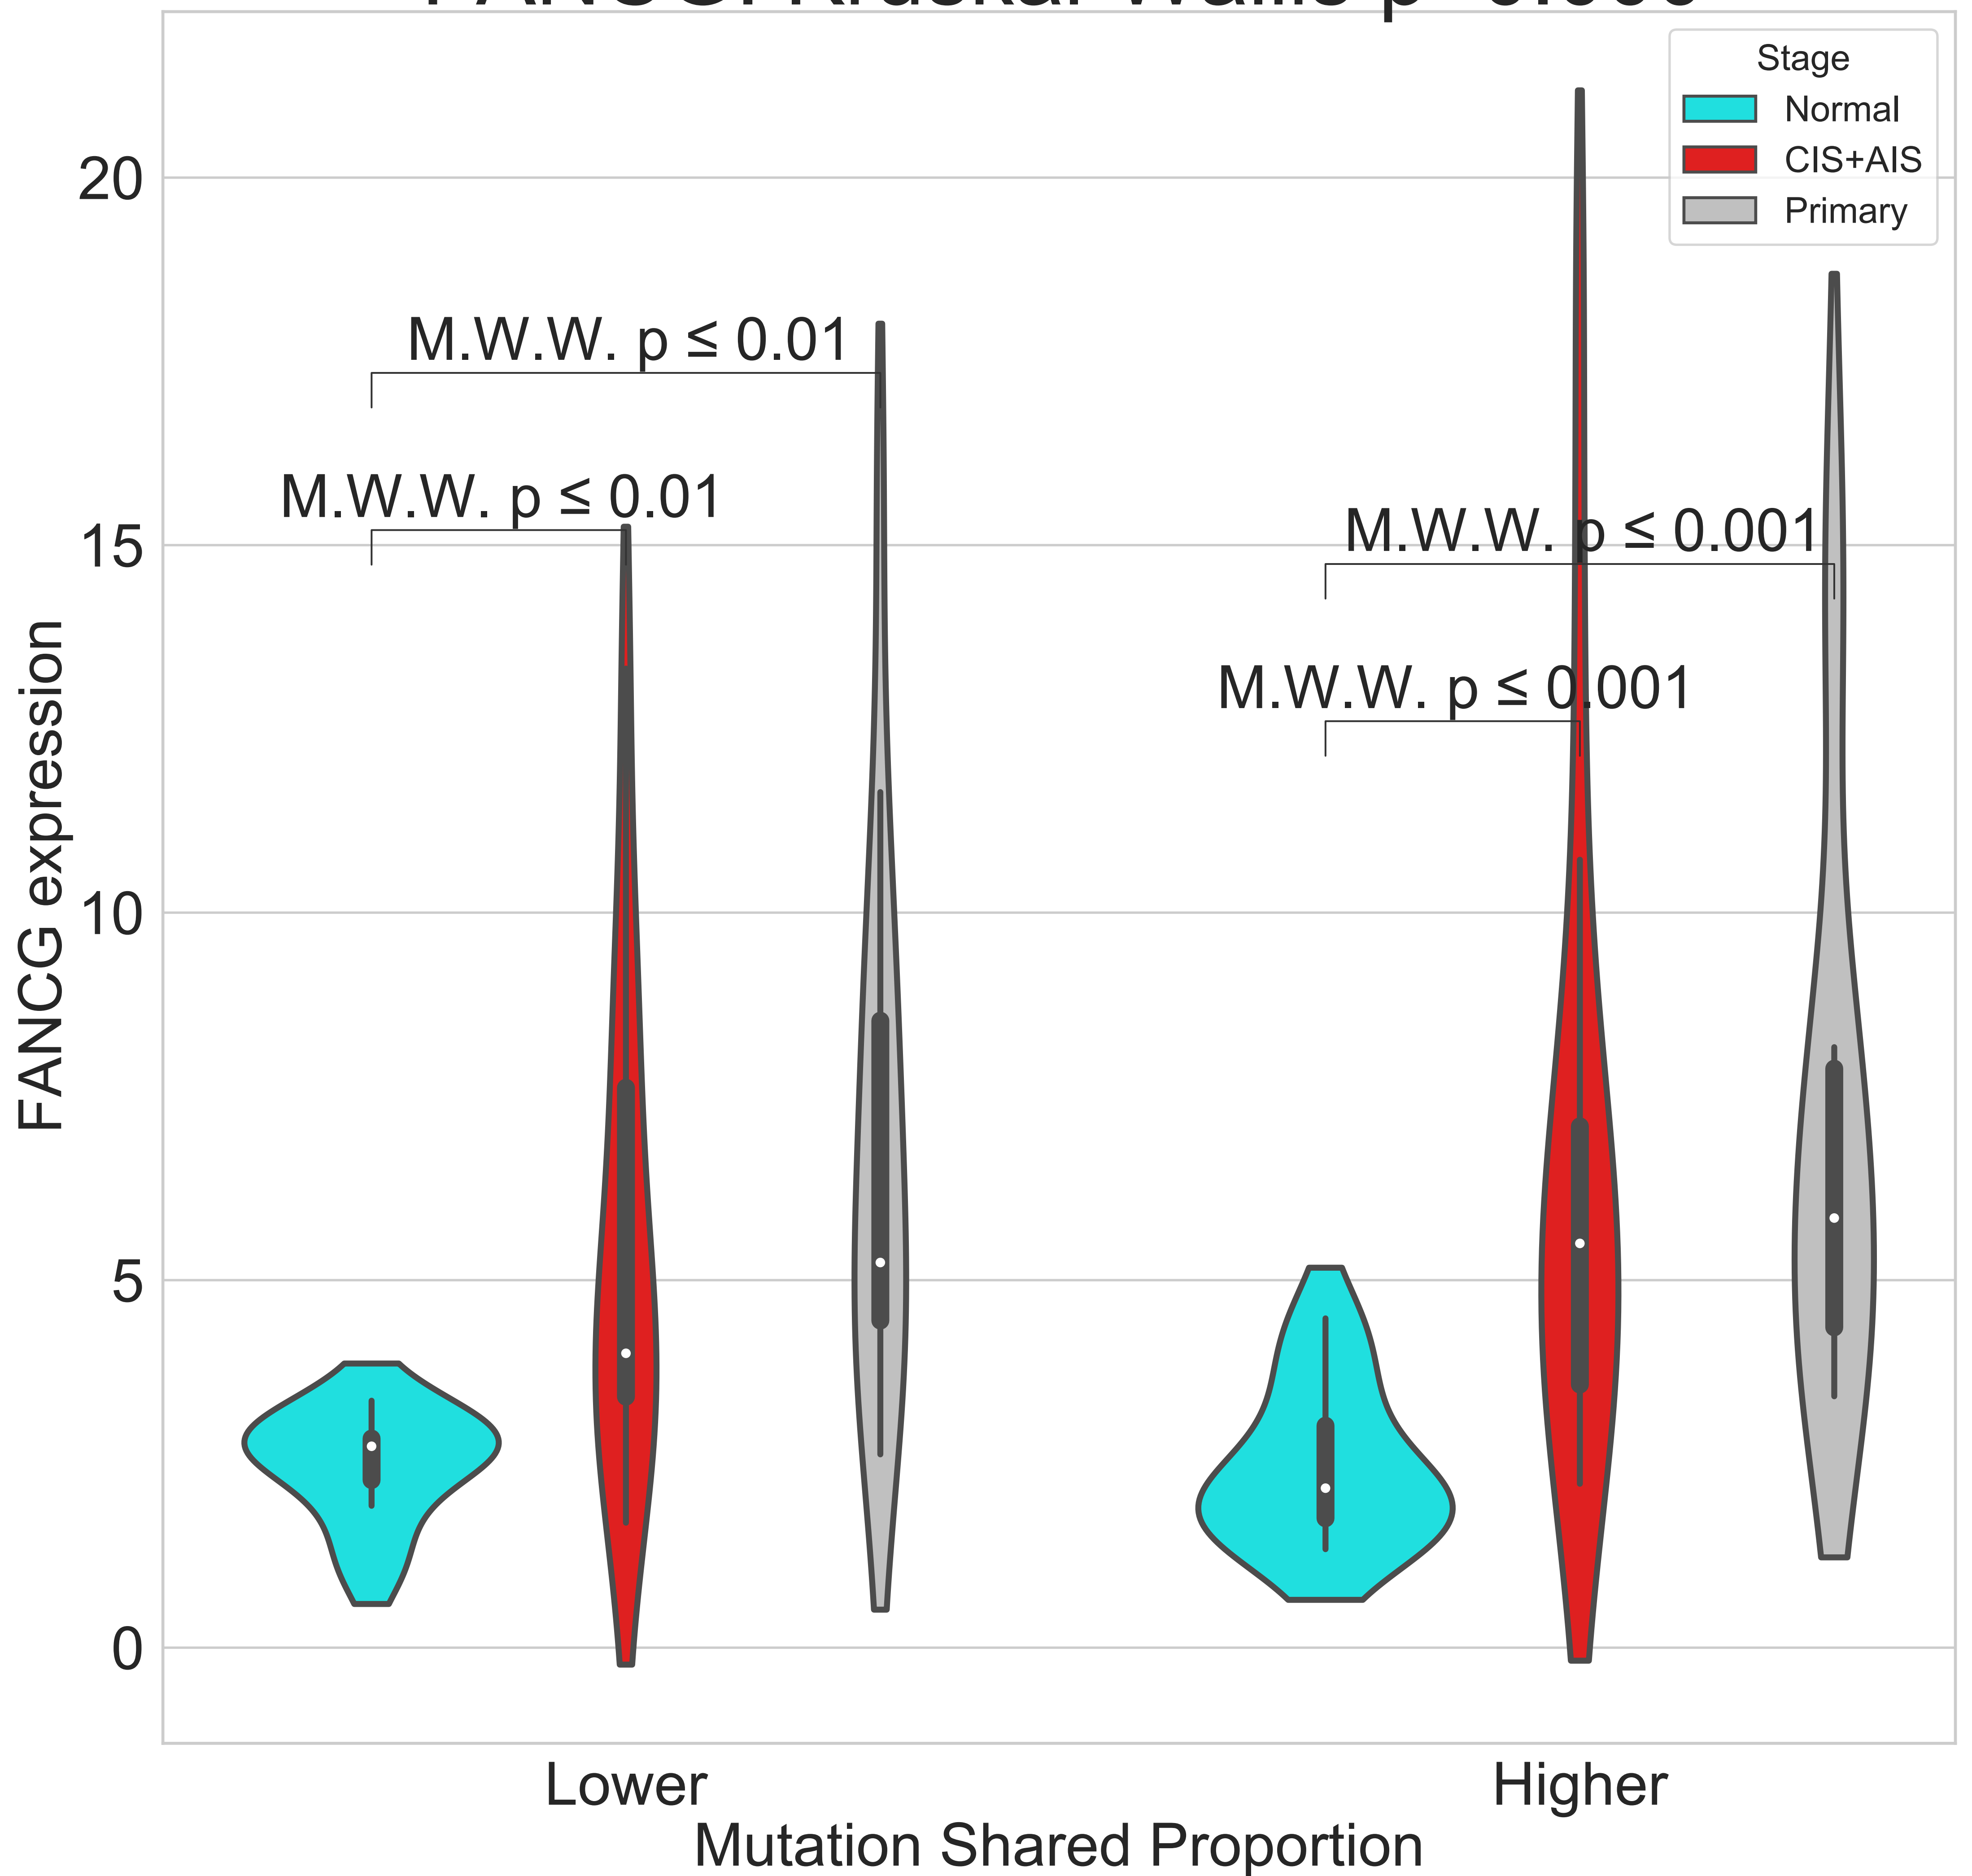 Stage
Normal
CIS+AIS
Primary
20
15
10
5
0
FANCG expression
M.W.W. p ≤ 0.01
M.W.W. p ≤ 0.01
M.W.W. p ≤ 0.001
M.W.W. p ≤ 0.001
Lower
Higher
Mutation Shared Proportion